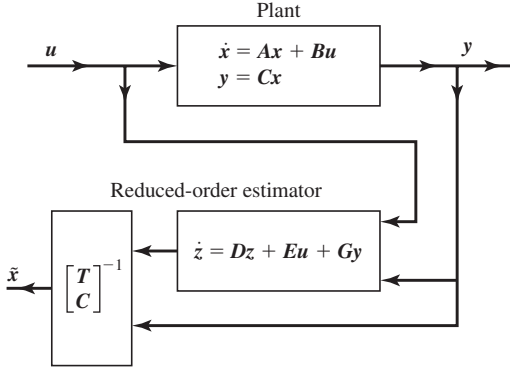 Plant
u
ẋ = Ax + Bu
y = Cx
y
Reduced-order estimator
x̃
[T C]⁻¹
ż = Dz + Eu + Gy